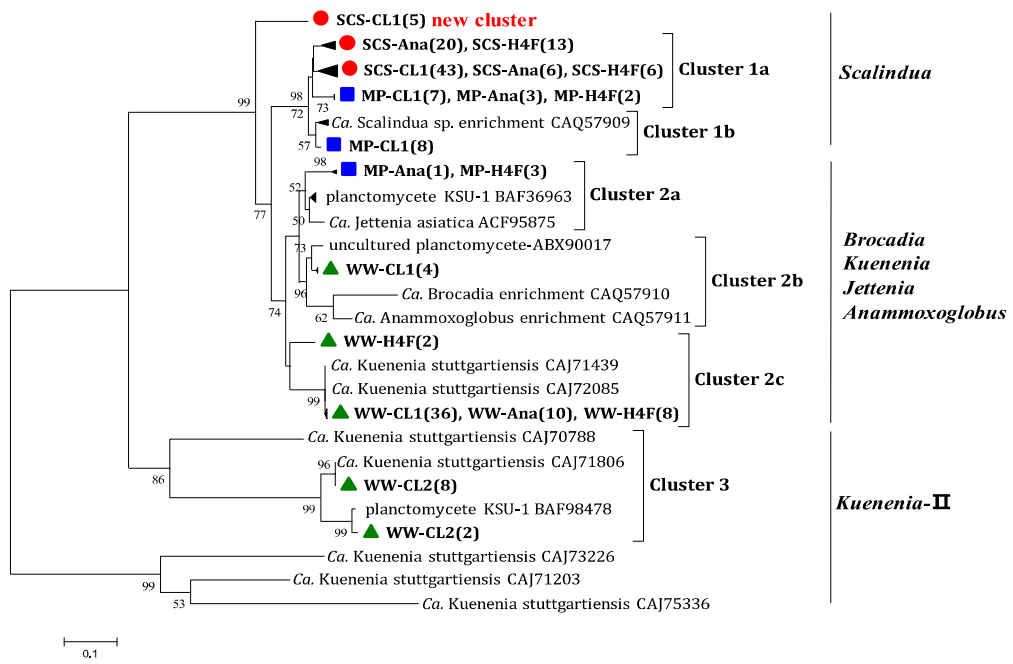 SCS-CL1(5) new cluster
SCS-Ana(20), SCS-H4F(13)
SCS-CL1(43), SCS-Ana(6), SCS-H4F(6)
MP-CL1(7), MP-Ana(3), MP-H4F(2)
Cluster 1a
Ca. Scalindua sp. enrichment CAQ57909
MP-CL1(8)
Cluster 1b
Scalindua
MP-Ana(1), MP-H4F(3)
planctomycete KSU-1 BAF36963
Ca. Jettenia asiatica ACF95875
Cluster 2a
uncultured planctomycete-ABX90017
WW-CL1(4)
Ca. Brocadia enrichment CAQ57910
Ca. Anammoxoglobus enrichment CAQ57911
Cluster 2b
WW-H4F(2)
Ca. Kuenenia stuttgartiensis CAJ71439
Ca. Kuenenia stuttgartiensis CAJ72085
WW-CL1(36), WW-Ana(10), WW-H4F(8)
Cluster 2c
Brocadia
Kuenenia
Jettenia
Anammoxoglobus
Ca. Kuenenia stuttgartiensis CAJ70788
Ca. Kuenenia stuttgartiensis CAJ71806
WW-CL2(8)
planctomycete KSU-1 BAF98478
WW-CL2(2)
Cluster 3
Ca. Kuenenia stuttgartiensis CAJ73226
Ca. Kuenenia stuttgartiensis CAJ71203
Ca. Kuenenia stuttgartiensis CAJ75336
Kuenenia-II
99
98
73
72
57
98
52
77
50
73
96
62
74
99
86
96
99
99
99
53
0.1